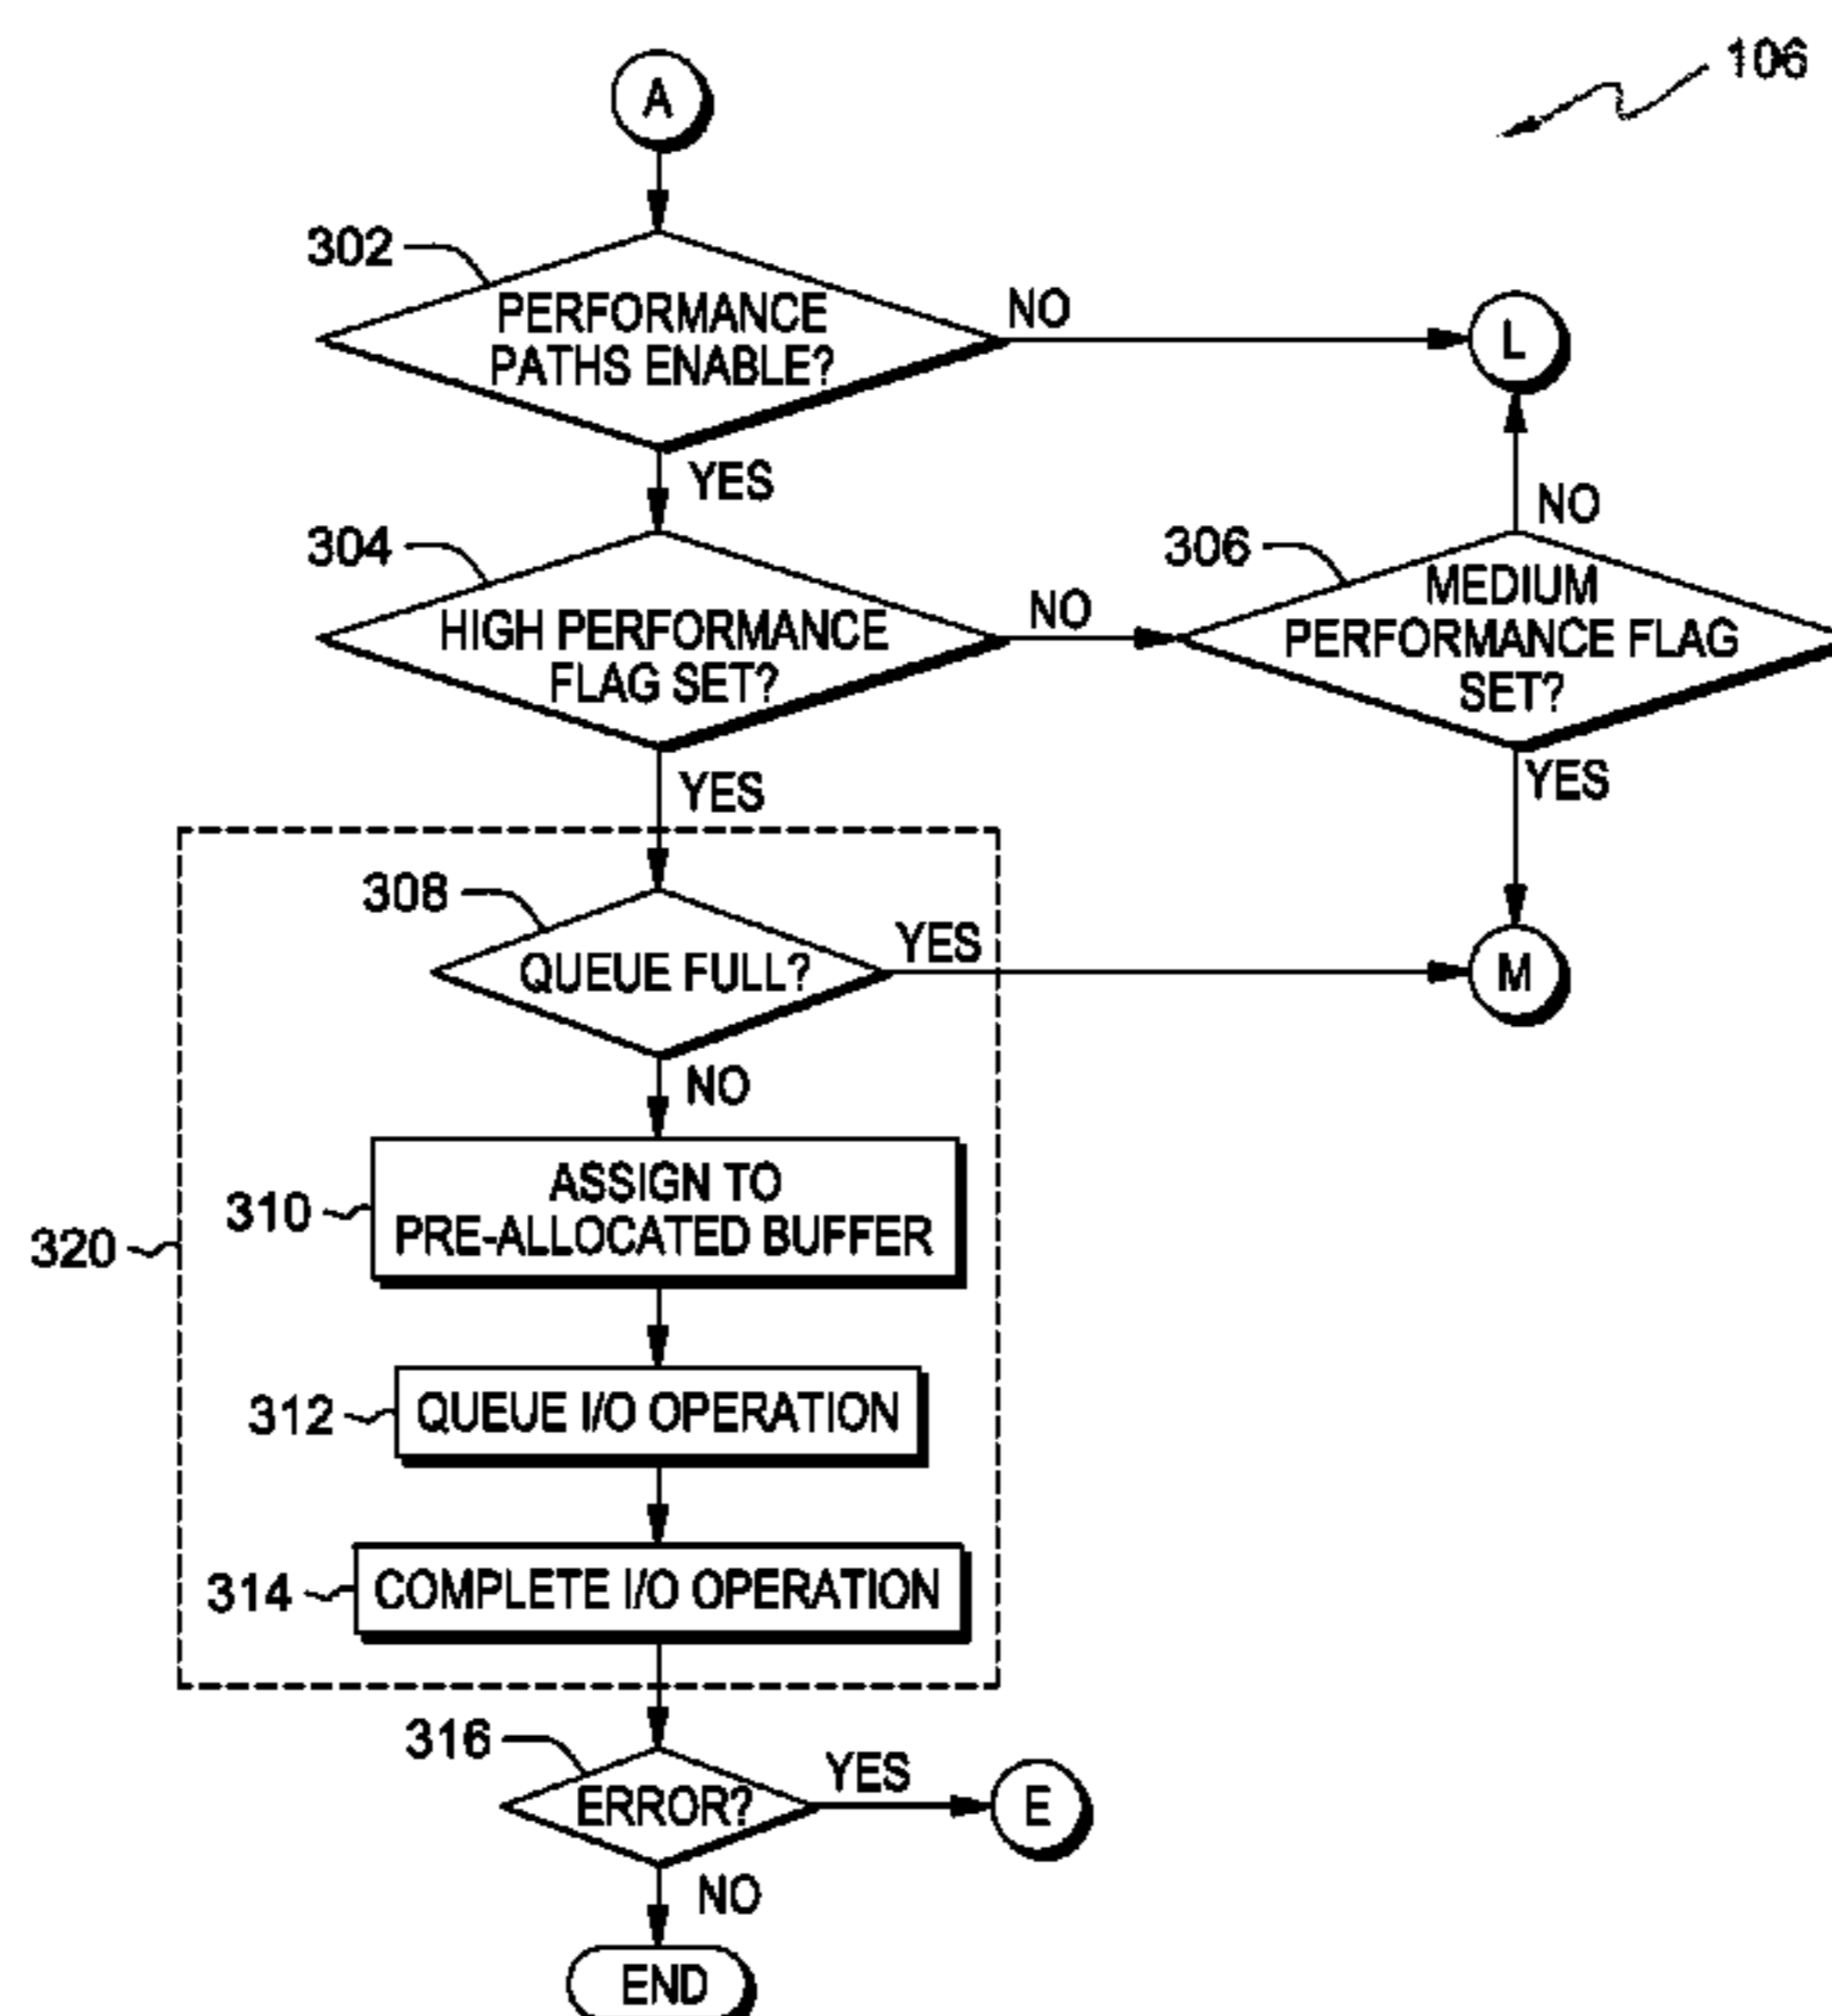 A
106
302
PERFORMANCE
PATHS ENABLE?
NO
L
YES
304
HIGH PERFORMANCE
FLAG SET?
NO
306
MEDIUM
PERFORMANCE FLAG
SET?
NO
YES
YES
308
QUEUE FULL?
YES
M
NO
310
ASSIGN TO
PRE-ALLOCATED BUFFER
320
312
QUEUE I/O OPERATION
314
COMPLETE I/O OPERATION
316
ERROR?
YES
E
NO
END